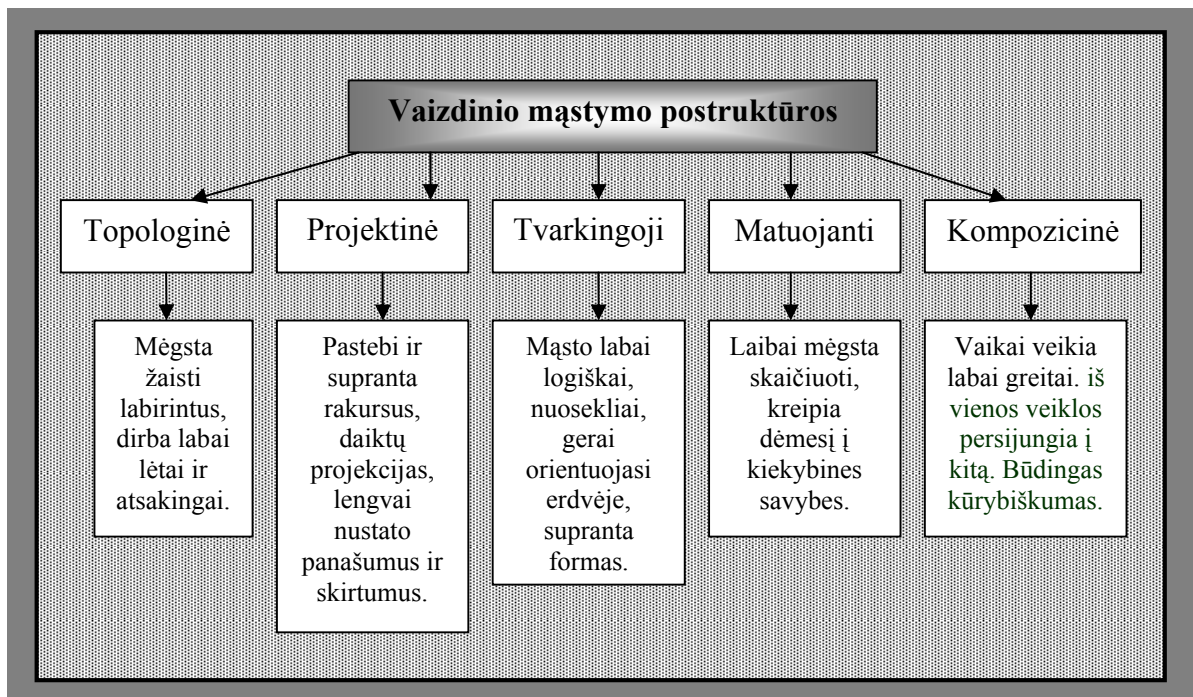 Vaizdinio mąstymo postruktūros
Topologinė
Projektinė
Tvarkingoji
Matuojanti
Kompozicinė
Mėgsta
žaisti
labirintus,
dirba labai
lėtai ir
atsakingai.
Pastebi ir
supranta
rakursus,
daiktų
projekcijas,
lengvai
nustato
panašumus ir
skirtumus.
Mąsto labai
logiškai,
nuosekliai,
gerai
orientuojasi
erdvėje,
supranta
formas.
Laibai mėgsta
skaičiuoti,
kreipia
dėmesį į
kiekybines
savybes.
Vaikai veikia
labai greitai. iš
vienos veiklos
persijungia į
kitą. Būdingas
kūrybiškumas.